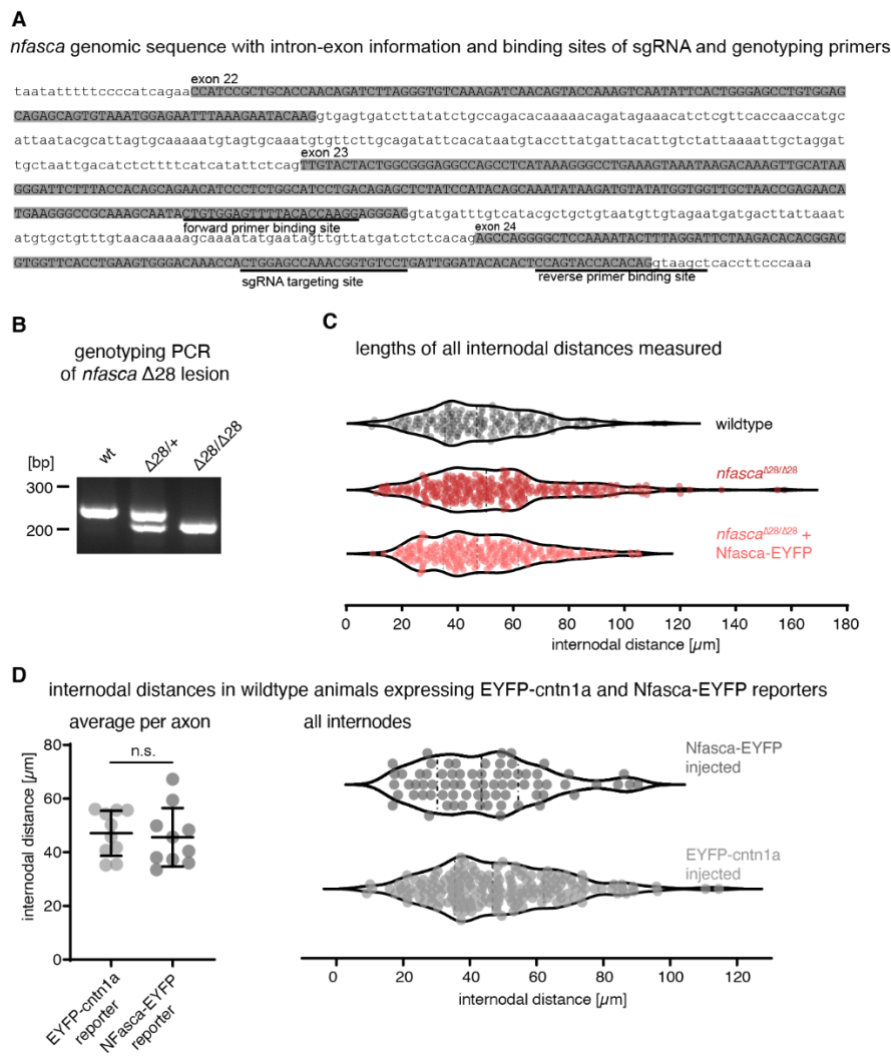 A
nfasca genomic sequence with intron-exon information and binding sites of sgRNA and genotyping primers
exon 22
taatatttttccccatcagaaCCATCCGCTGCACCAACAGATCTTAGGGTGTCAAAGATCAACAGTACCAAAGTCAATATTCACTGGGAGCCTGTGGAG
CAGAGCAGTGTAAATGGAGAATTTAAAGAATACAAGgtgagtgatcttatatctgccagacacaaaaacagatagaaacatctcgttcaccaaccatgc
attaatacgcattagtgcaaaaatgtagtgcaaatgtgttcttgcagatattcacataatgtaccttatgattacattgtctattaaaattgctaggat
exon 23
tgctaattgacatctcttttcatcatattctcagTTGTACTACTGGCGGGAGGCCAGCCTCATAAAGGGCCTGAAAGTAAATAAGACAAAGTTGCATAA
GGGATTCTTTACCACAGCAGAACATCCCTCTGGCATCCTGACAGAGCTCTATCCATACAGCAAATATAAGATGTATATGGTGGTTGCTAACCGAGAACA
TGAAGGGCCGCAAAGCAATACTGTGGAGTTTTACACCAAGGAGGGAGgtatgatttgtcatacgctgctgtaatgttgtagaatgatgacttattaaat
forward primer binding site
exon 24
atgtgctgtttgtaacaaaaagcaaaatatgaatagttgttatgatctctcacagAGCCAGGGGCTCCAAAATACTTTAGGATTCTAAGACACACGGAC
GTGGTTCACCTGAAGTGGGACAAACCACTGGAGCCAAACGGTGTCCTGATTGGATACACACTCCAGTACCACACAGgtaagctcaccttcccaaa
sgRNA targeting site
reverse primer binding site
B
genotyping PCR
of nfasca Δ28 lesion
wt
Δ28/+
Δ28/Δ28
[bp]
300
200
C
lengths of all internodal distances measured
wildtype
nfascaΔ28/Δ28
nfascaΔ28/Δ28 +
Nfasca-EYFP
0 20 40 60 80 100 120 140 160 180
internodal distance [µm]
D
internodal distances in wildtype animals expressing EYFP-cntn1a and Nfasca-EYFP reporters
average per axon
n.s.
80
60
40
20
0
internodal distance [µm]
EYFP-cntn1a
reporter
NFasca-EYFP
reporter
all internodes
Nfasca-EYFP
injected
EYFP-cntn1a
injected
0 20 40 60 80 100 120
internodal distance [µm]